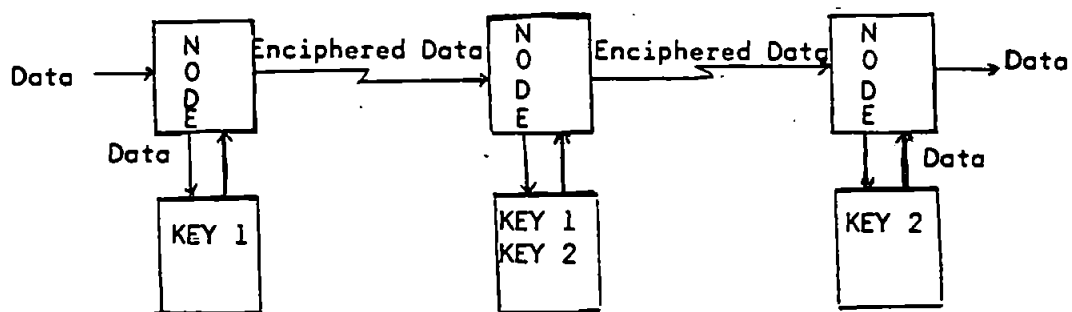 NODE
NODE
NODE
Enciphered Data
Enciphered Data
Data
Data
Data
Data
KEY 1
KEY 1
KEY 2
KEY 2